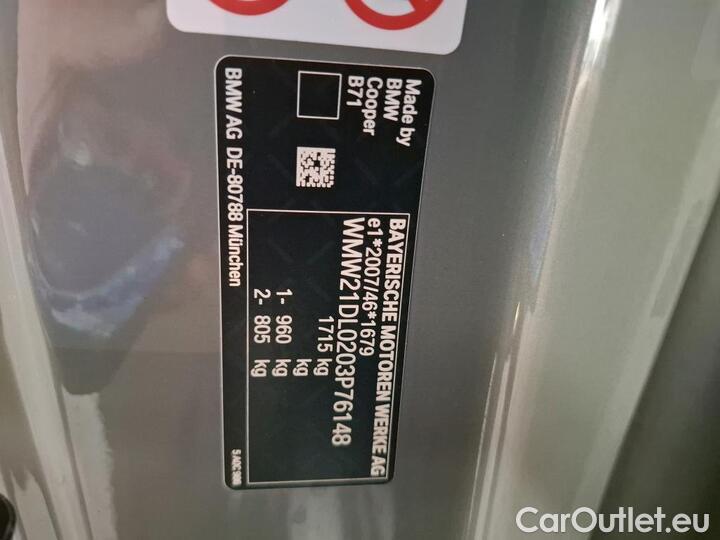 Made by
BMW
Cooper
B71
BAYERISCHE MOTOREN WERKE AG
e1*2007/46*1679
WMW21DL0203P76148
1715 kg
1- 960 kg
2- 805 kg
BMW AG DE-80788 München
CarOutlet.eu